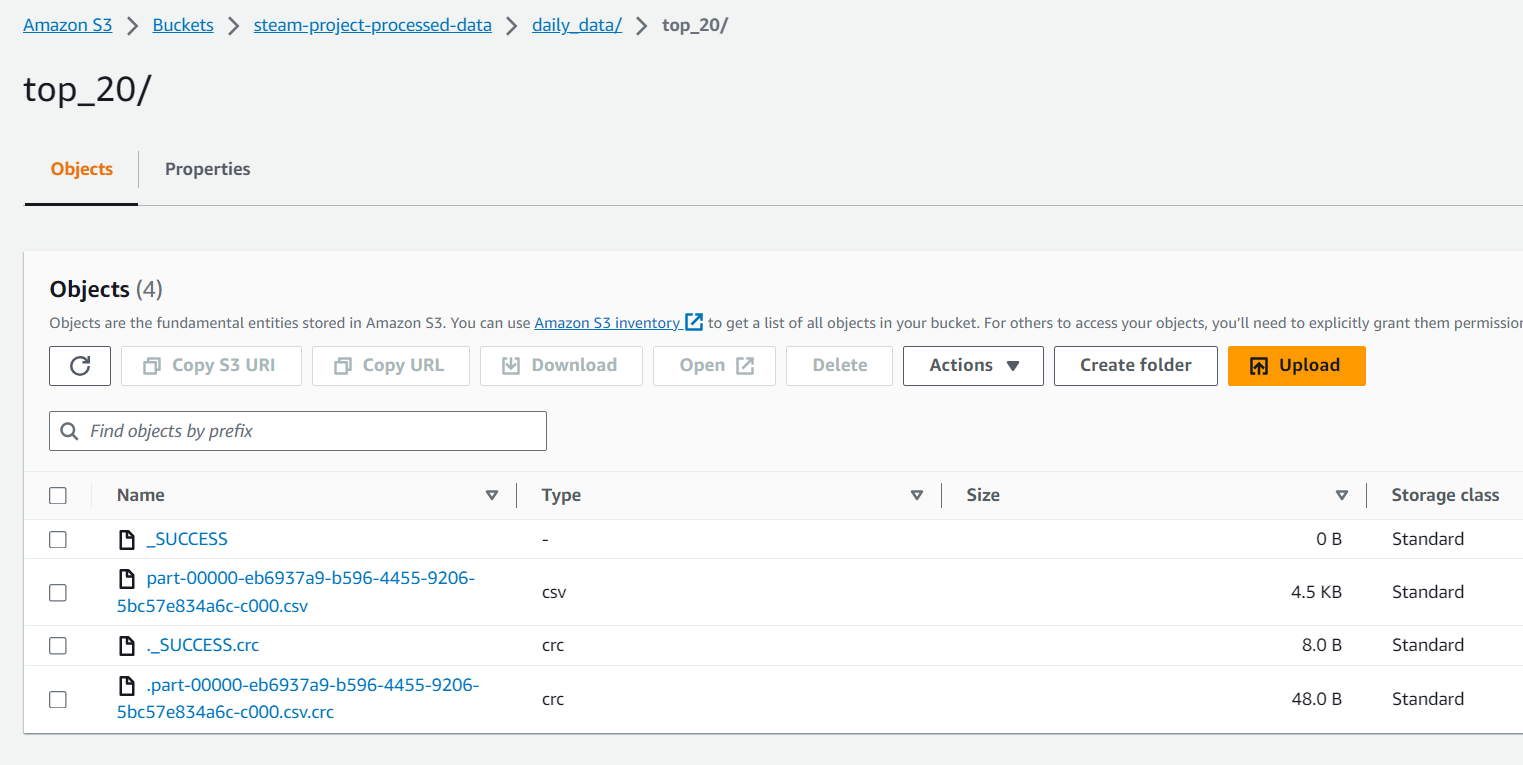 Amazon S3 > Buckets > steam-project-processed-data > daily_data/ > top_20/
top_20/
Objects Properties
Objects (4)
Objects are the fundamental entities stored in Amazon S3. You can use Amazon S3 inventory to get a list of all objects in your bucket. For others to access your objects, you'll need to explicitly grant them
Copy S3 URI Copy URL Download Open Delete Actions Create folder Upload
Find objects by prefix
Name Type Size Storage class
_SUCCESS - 0 B Standard
part-00000-eb6937a9-b596-4455-9206-
5bc57e834a6c-c000.csv csv 4.5 KB Standard
._SUCCESS.crc crc 8.0 B Standard
.part-00000-eb6937a9-b596-4455-9206-
5bc57e834a6c-c000.csv.crc crc 48.0 B Standard